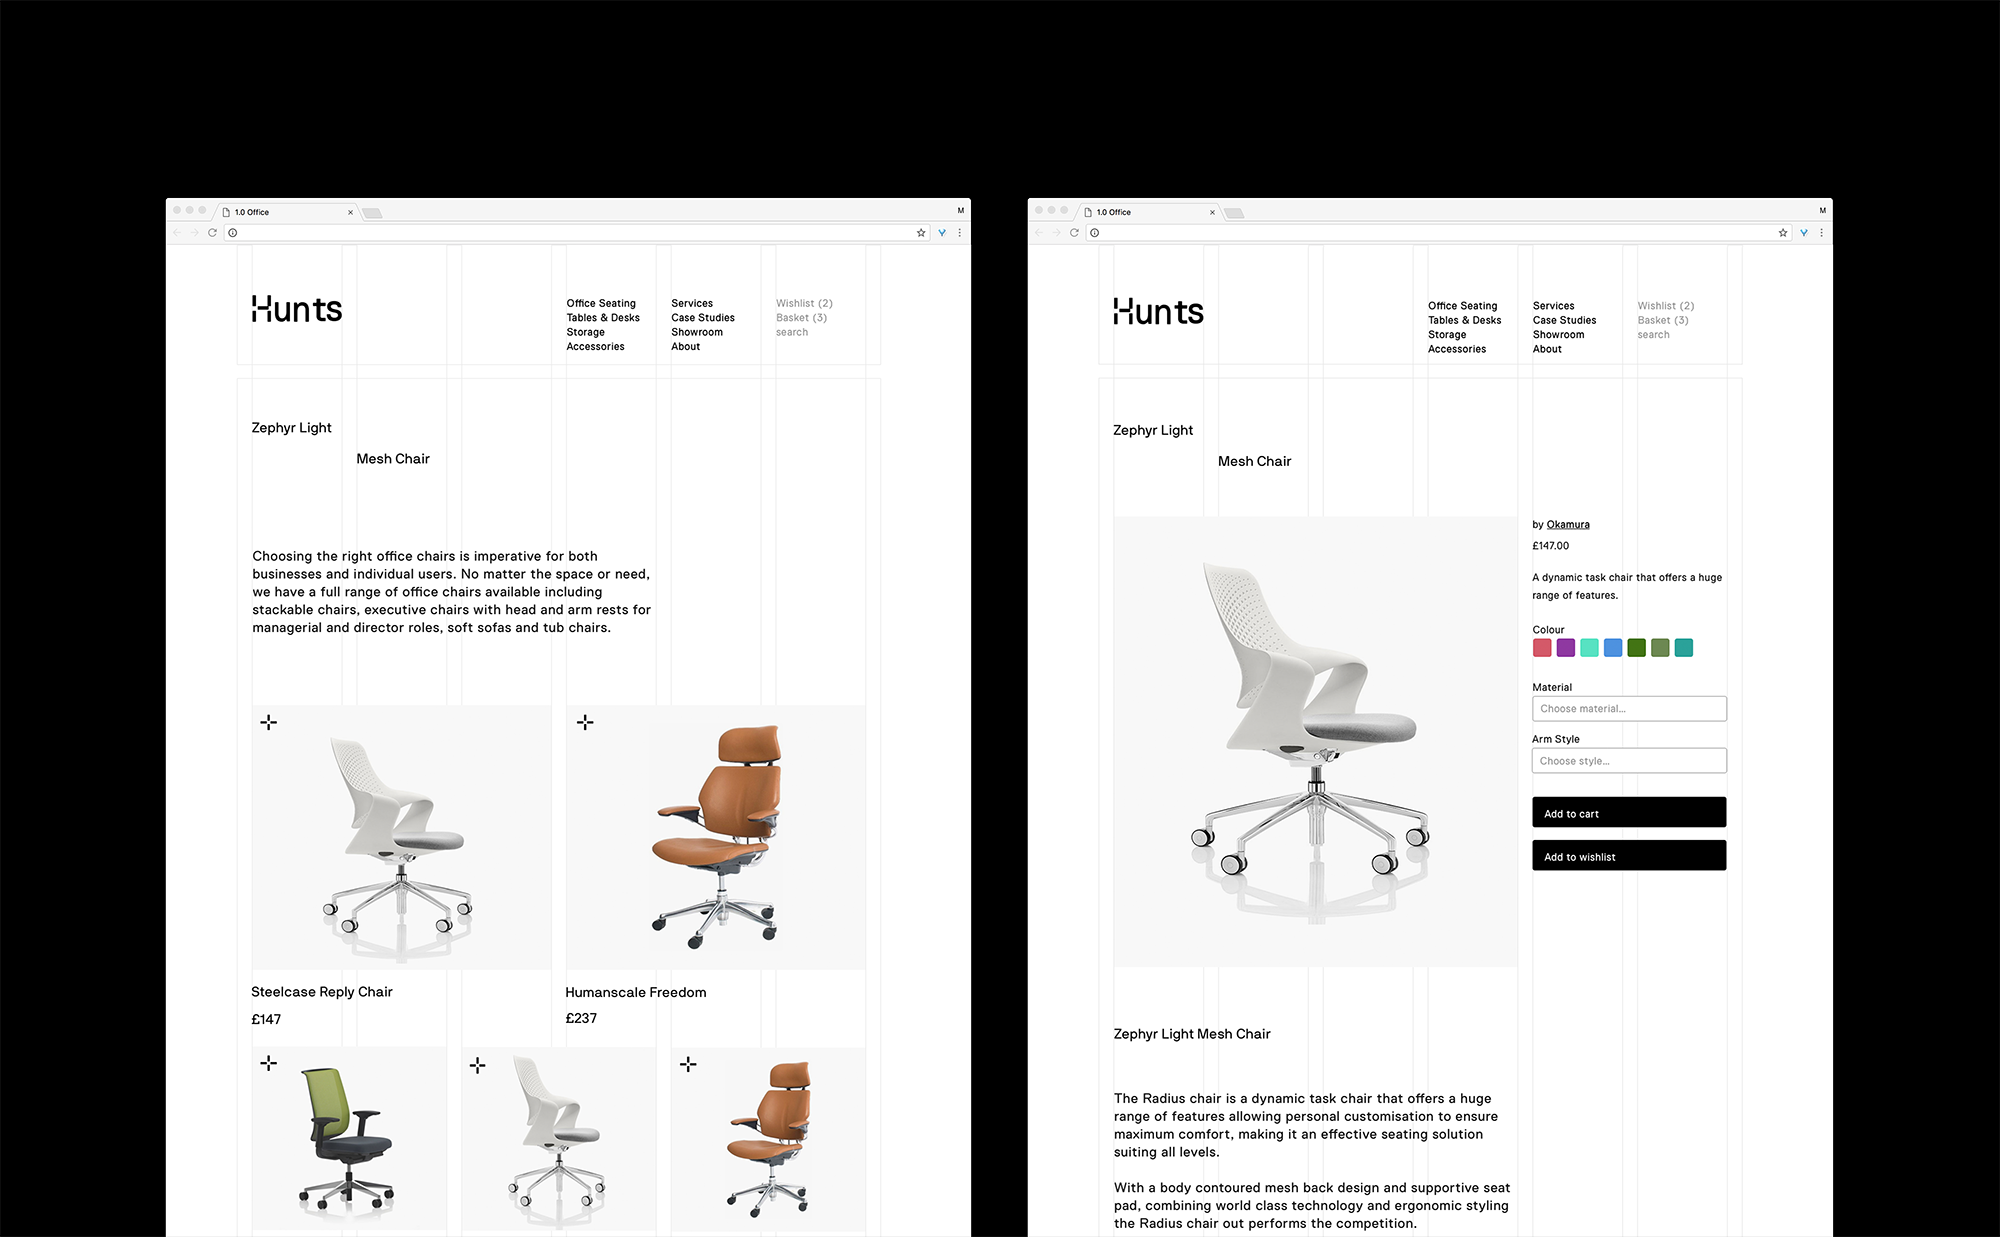 1.0 Office
M
Hunts
Office Seating
Tables & Desks
Storage
Accessories
Services
Case Studies
Showroom
About
Wishlist (2)
Basket (3)
search
Zephyr Light
Mesh Chair
Choosing the right office chairs is imperative for both
businesses and individual users. No matter the space or need,
we have a full range of office chairs available including
stackable chairs, executive chairs with head and arm rests for
managerial and director roles, soft sofas and tub chairs.
Steelcase Reply Chair
£147
Humanscale Freedom
£237
1.0 Office
M
Hunts
Office Seating
Tables & Desks
Storage
Accessories
Services
Case Studies
Showroom
About
Wishlist (2)
Basket (3)
search
Zephyr Light
Mesh Chair
by Okamura
£147.00
A dynamic task chair that offers a huge
range of features.
Colour
Material
Choose material...
Arm Style
Choose style...
Add to cart
Add to wishlist
Zephyr Light Mesh Chair
The Radius chair is a dynamic task chair that offers a huge
range of features allowing personal customisation to ensure
maximum comfort, making it an effective seating solution
suiting all levels.
With a body contoured mesh back design and supportive seat
pad, combining world class technology and ergonomic styling
the Radius chair out performs the competition.